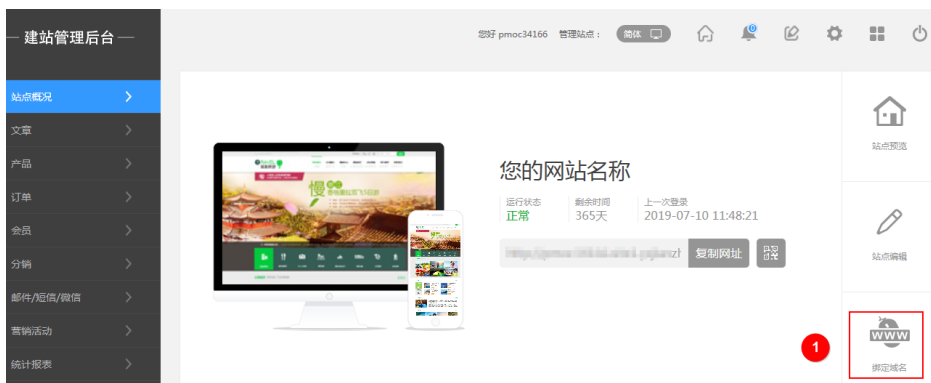 — 建站管理后台 —
您好 pmoc34166 管理站点： 简体
0
站点概况
文章
产品
订单
会员
分销
邮件/短信/微信
营销活动
统计报表
慢
您的网站名称
运行状态 剩余时间 上一次登录
正常 365天 2019-07-10 11:48:21
复制网址
站点预览
站点编辑
1
WWW
绑定域名